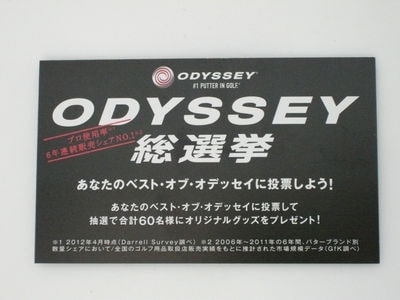 ODYSSEY
#1 PUTTER IN GOLF
ODYSSEY
プロ使用率※1
6年連続販売シェアNO.1※2
総選挙
あなたのベスト・オブ・オデッセイに投票しよう!
あなたのベスト・オブ・オデッセイに投票して
抽選で合計60名様にオリジナルグッズをプレゼント!
※1 2012年4月時点(Darrell Survey調べ) ※2 2006年~2011年の6年間、パターブランド別
数量シェアにおいて/全国のゴルフ用品取扱店販売実績をもとに推計された市場規模データ(GfK調べ)